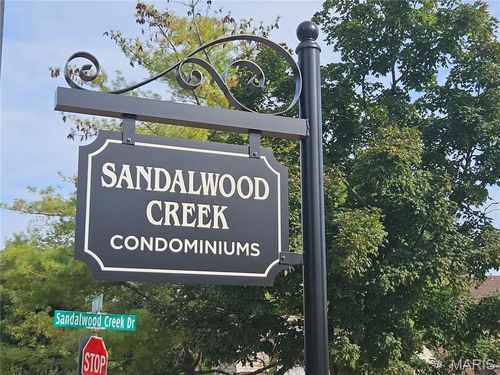 SANDALWOOD
CREEK
CONDOMINIUMS
Sandalwood Creek Dr
STOP
MARIS